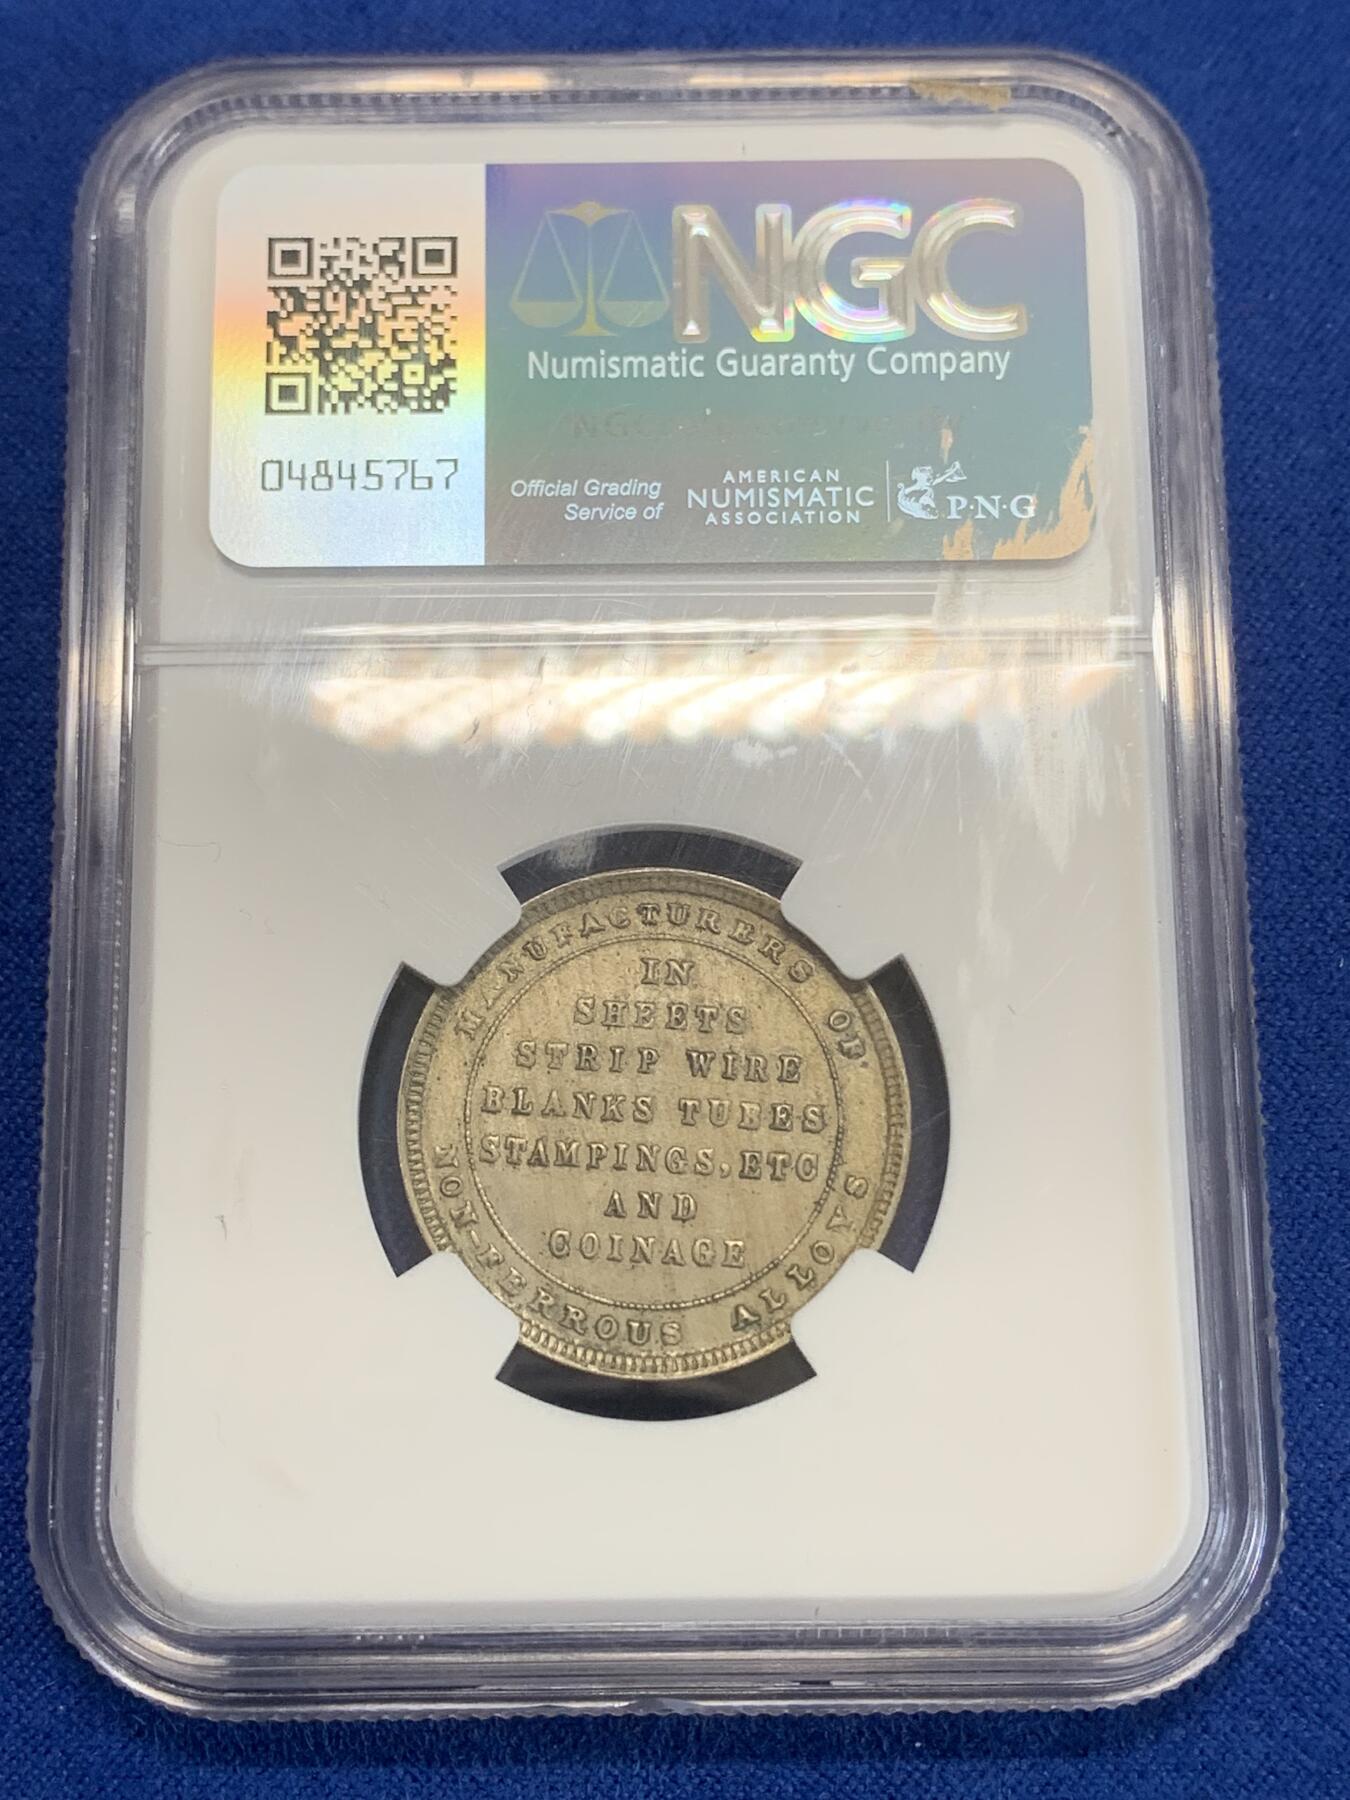 NGC
Numismatic Guaranty Company
04845767
Official Grading
Service of
AMERICAN
NUMISMATIC
ASSOCIATION
P·N·G
MANUFACTURERS OF
NON-FERROUS ALLOYS
IN
SHEETS
STRIP WIRE
BLANKS TUBES
STAMPINGS, ETC
AND
COINAGE